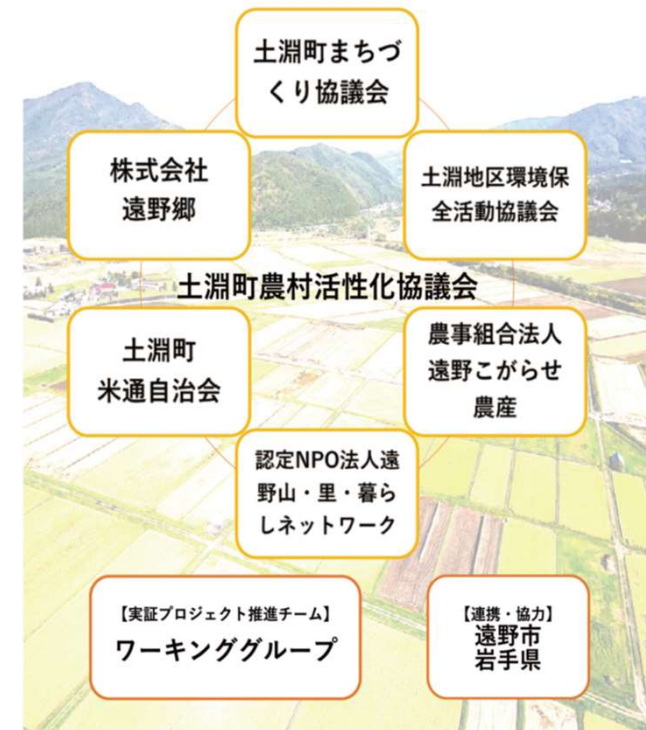 土淵町まちづ
くり協議会
株式会社
遠野郷
土淵地区環境保
全活動協議会
土淵町農村活性化協議会
土淵町
米通自治会
農事組合法人
遠野こがらせ
農産
認定NPO法人遠
野山・里・暮ら
しネットワーク
【実証プロジェクト推進チーム】
ワーキンググループ
【連携・協力】
遠野市
岩手県